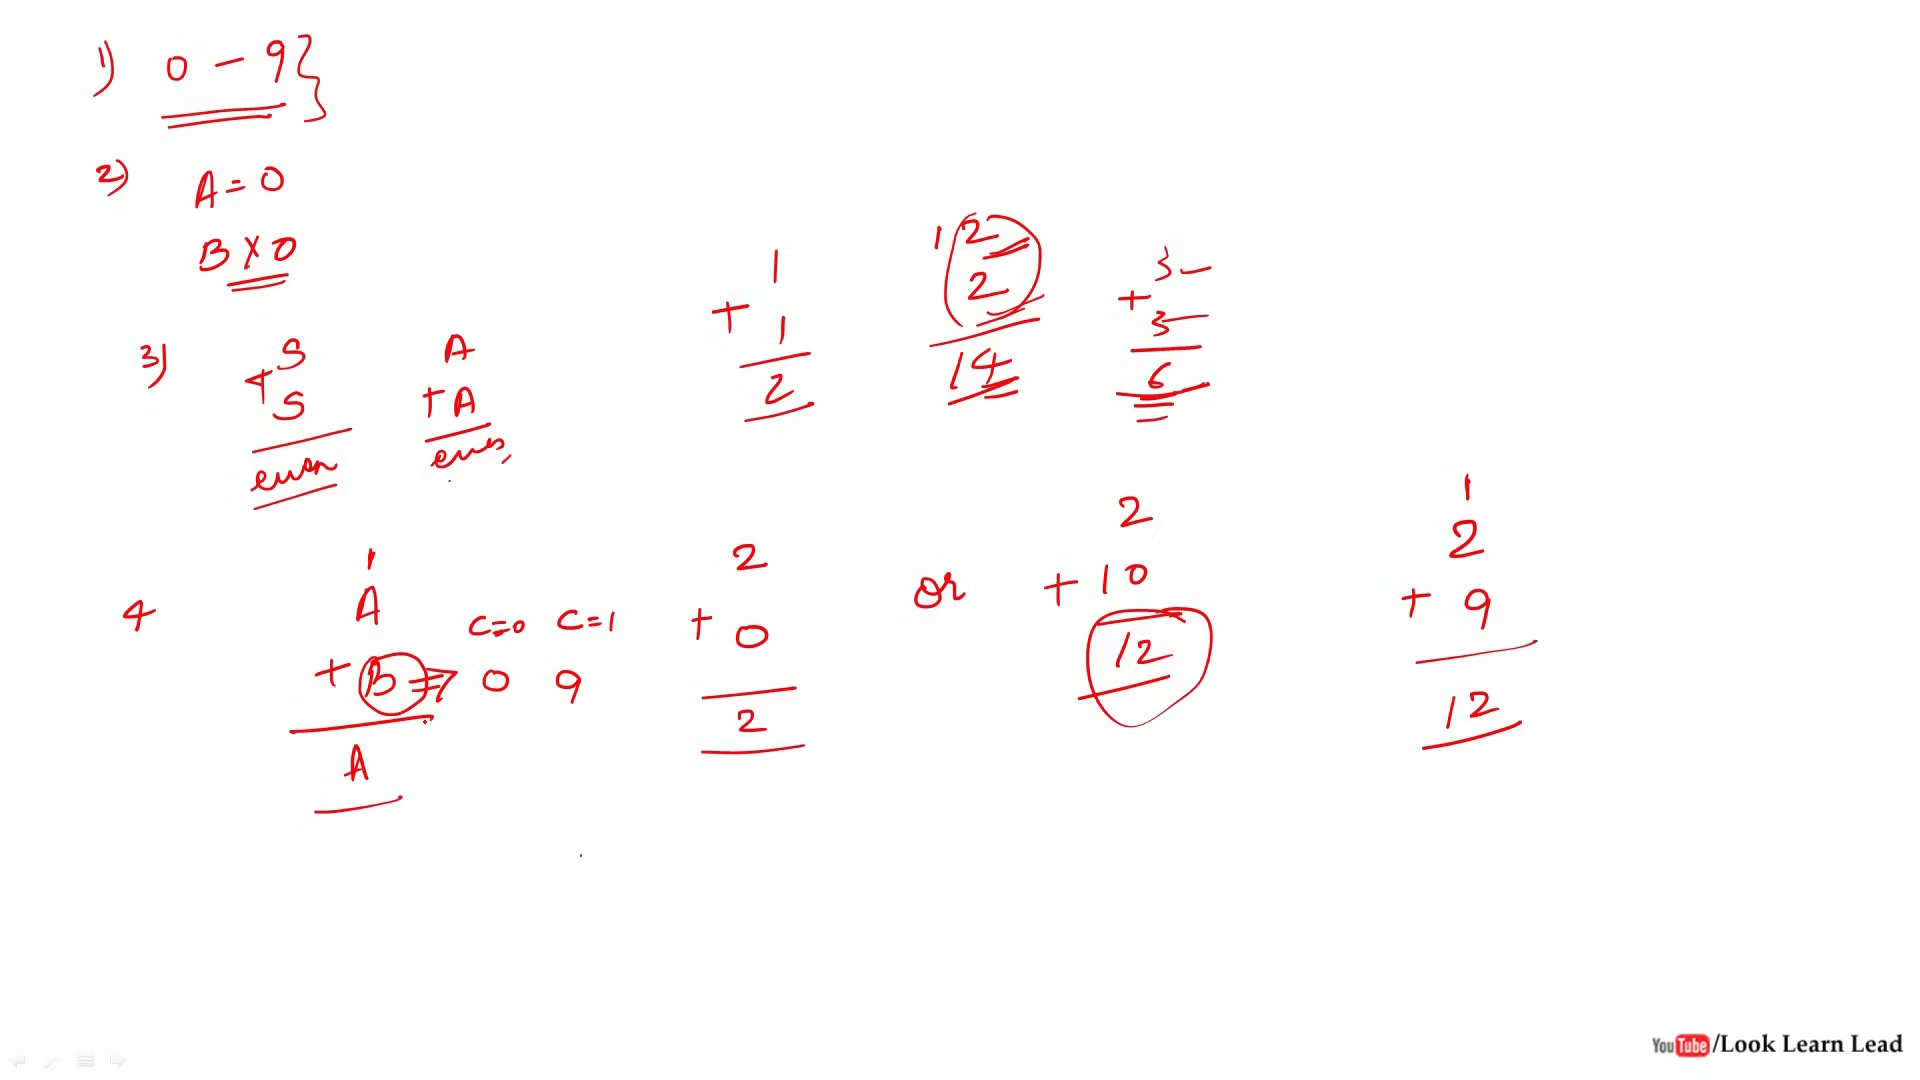 1) 0 - 9}
2) A = 0
B X 0
3) S
+ S
even
A
+ A
1
+ 1
2
1 2
2
14
3
+ 3
6
4
1
A
+ B => 0 9
C=0 C=1
A
2
+ 0
2
or
2
+ 10
12
1
2
+ 9
12
YouTube/Look Learn Lead